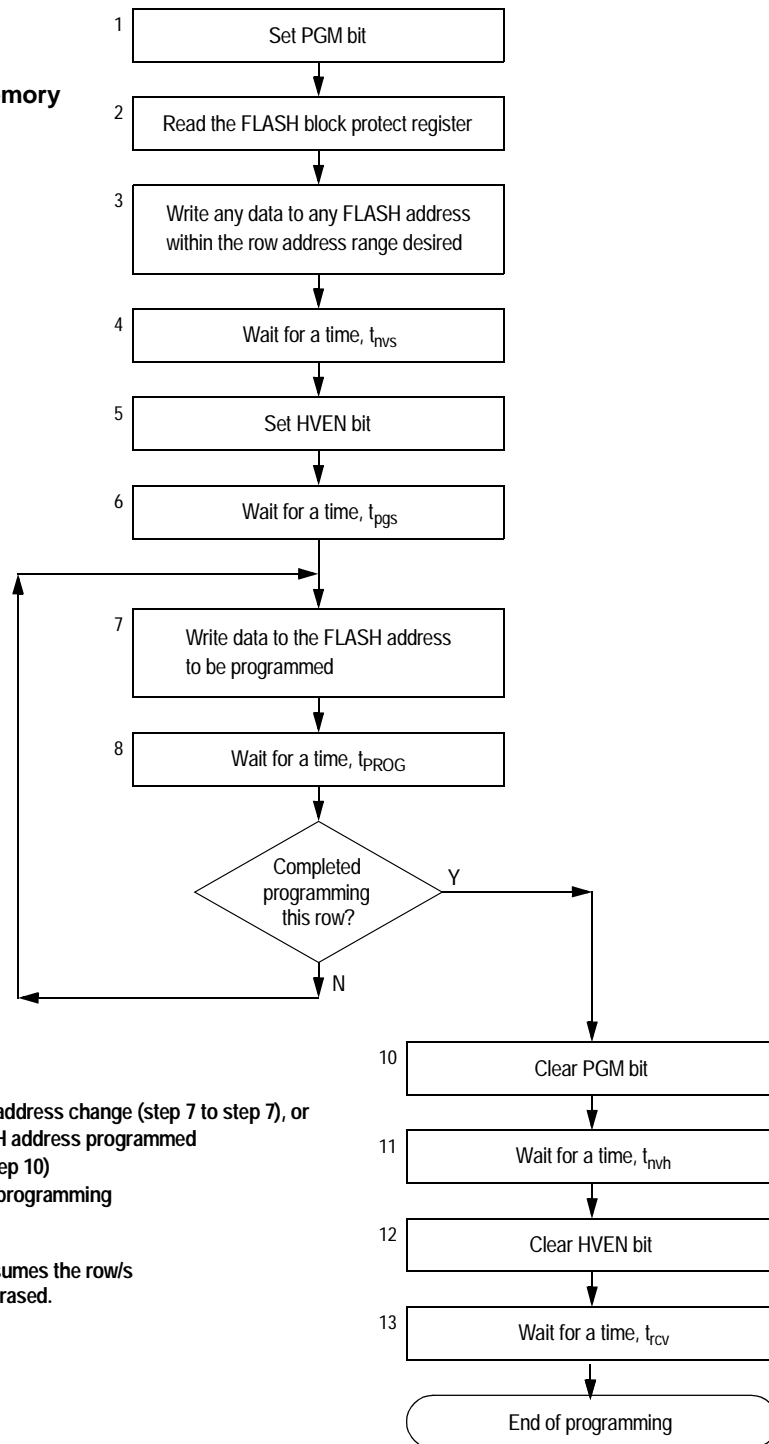 1
Set PGM bit
mory
2
Read the FLASH block protect register
3
Write any data to any FLASH address
within the row address range desired
4
Wait for a time, tnvs
5
Set HVEN bit
6
Wait for a time, tpgs
7
Write data to the FLASH address
to be programmed
8
Wait for a time, tPROG
Completed
programming
this row?
Y
N
10
Clear PGM bit
address change (step 7 to step 7), or
H address programmed
ep 10)
programming
11
Wait for a time, tnvh
12
Clear HVEN bit
sumes the row/s
rased.
13
Wait for a time, trcv
End of programming